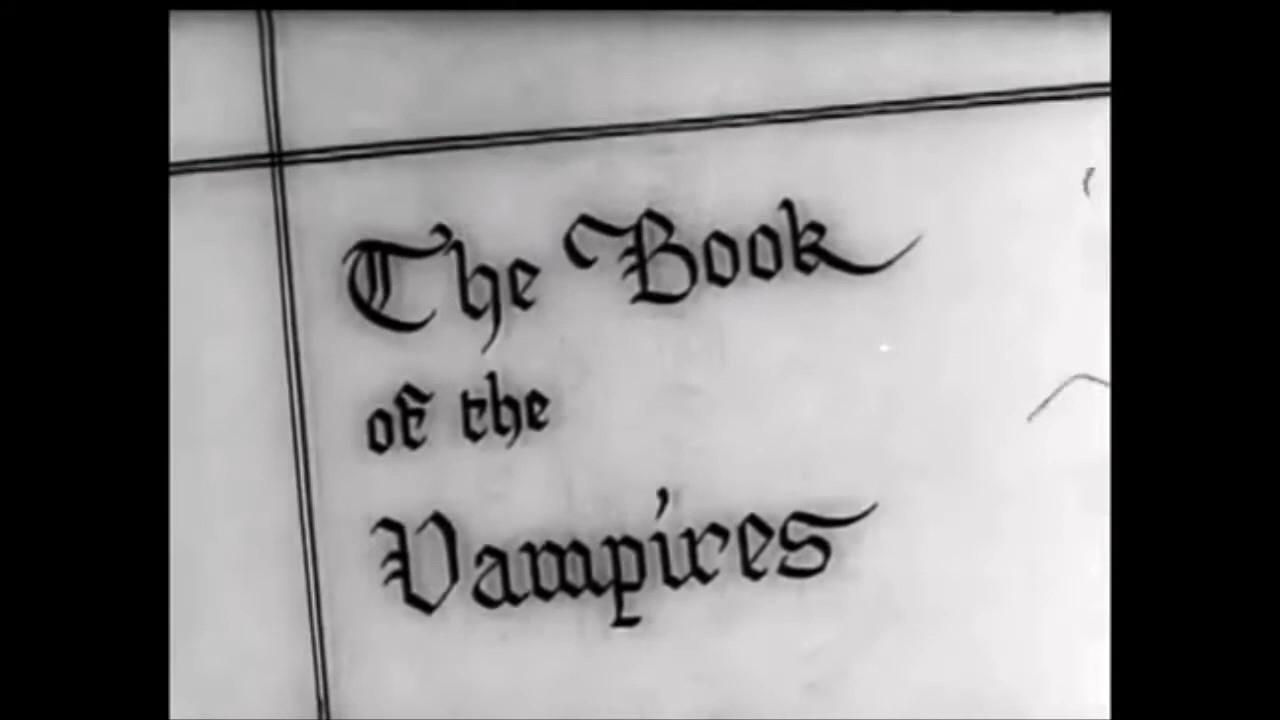 The Book
of the
Vampires